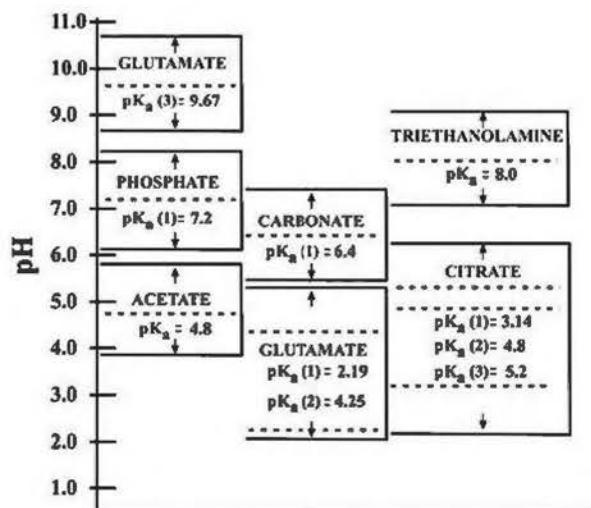 11.0
10.0
9.0
8.0
7.0
6.0
5.0
4.0
3.0
2.0
1.0
pH
GLUTAMATE
pKa (3)= 9.67
PHOSPHATE
pKa (1)= 7.2
ACETATE
pKa = 4.8
CARBONATE
pKa (1)= 6.4
GLUTAMATE
pKa (1)= 2.19
pKa (2)= 4.25
TRIETHANOLAMINE
pKa = 8.0
CITRATE
pKa (1)= 3.14
pKa (2)= 4.8
pKa (3)= 5.2